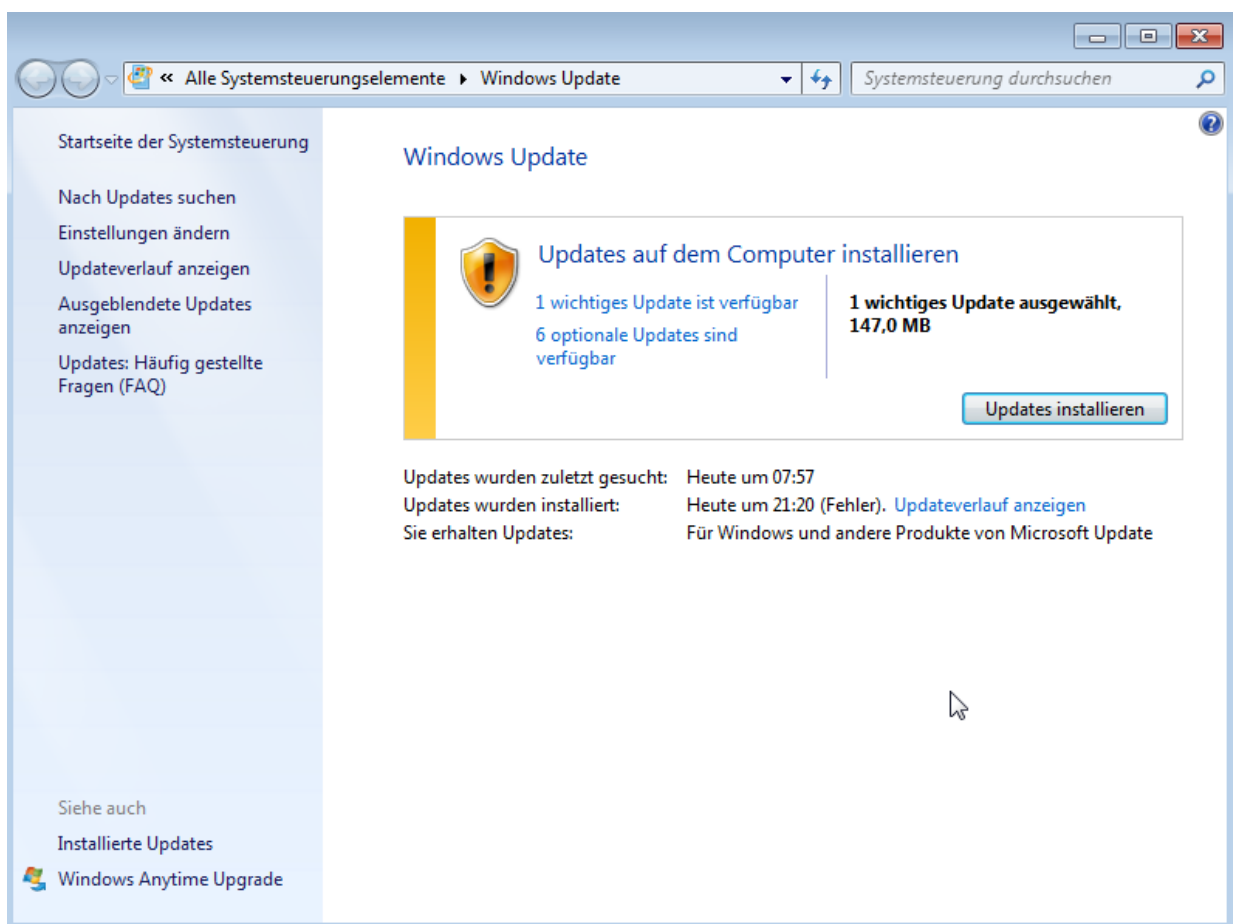 « Alle Systemsteuerungselemente Windows Update
Systemsteuerung durchsuchen
Startseite der Systemsteuerung
Nach Updates suchen
Einstellungen ändern
Updateverlauf anzeigen
Ausgeblendete Updates
anzeigen
Updates: Häufig gestellte
Fragen (FAQ)
Windows Update
Updates auf dem Computer installieren
1 wichtiges Update ist verfügbar
6 optionale Updates sind
verfügbar
1 wichtiges Update ausgewählt,
147,0 MB
Updates installieren
Updates wurden zuletzt gesucht: Heute um 07:57
Updates wurden installiert: Heute um 21:20 (Fehler). Updateverlauf anzeigen
Sie erhalten Updates: Für Windows und andere Produkte von Microsoft Update
Siehe auch
Installierte Updates
Windows Anytime Upgrade